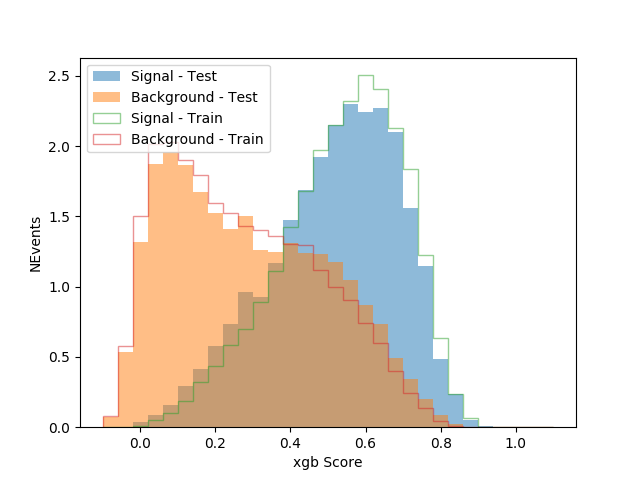 Signal - Test
Background - Test
Signal - Train
Background - Train
2.5
2.0
1.5
1.0
0.5
0.0
NEvents
0.0 0.2 0.4 0.6 0.8 1.0
xgb Score